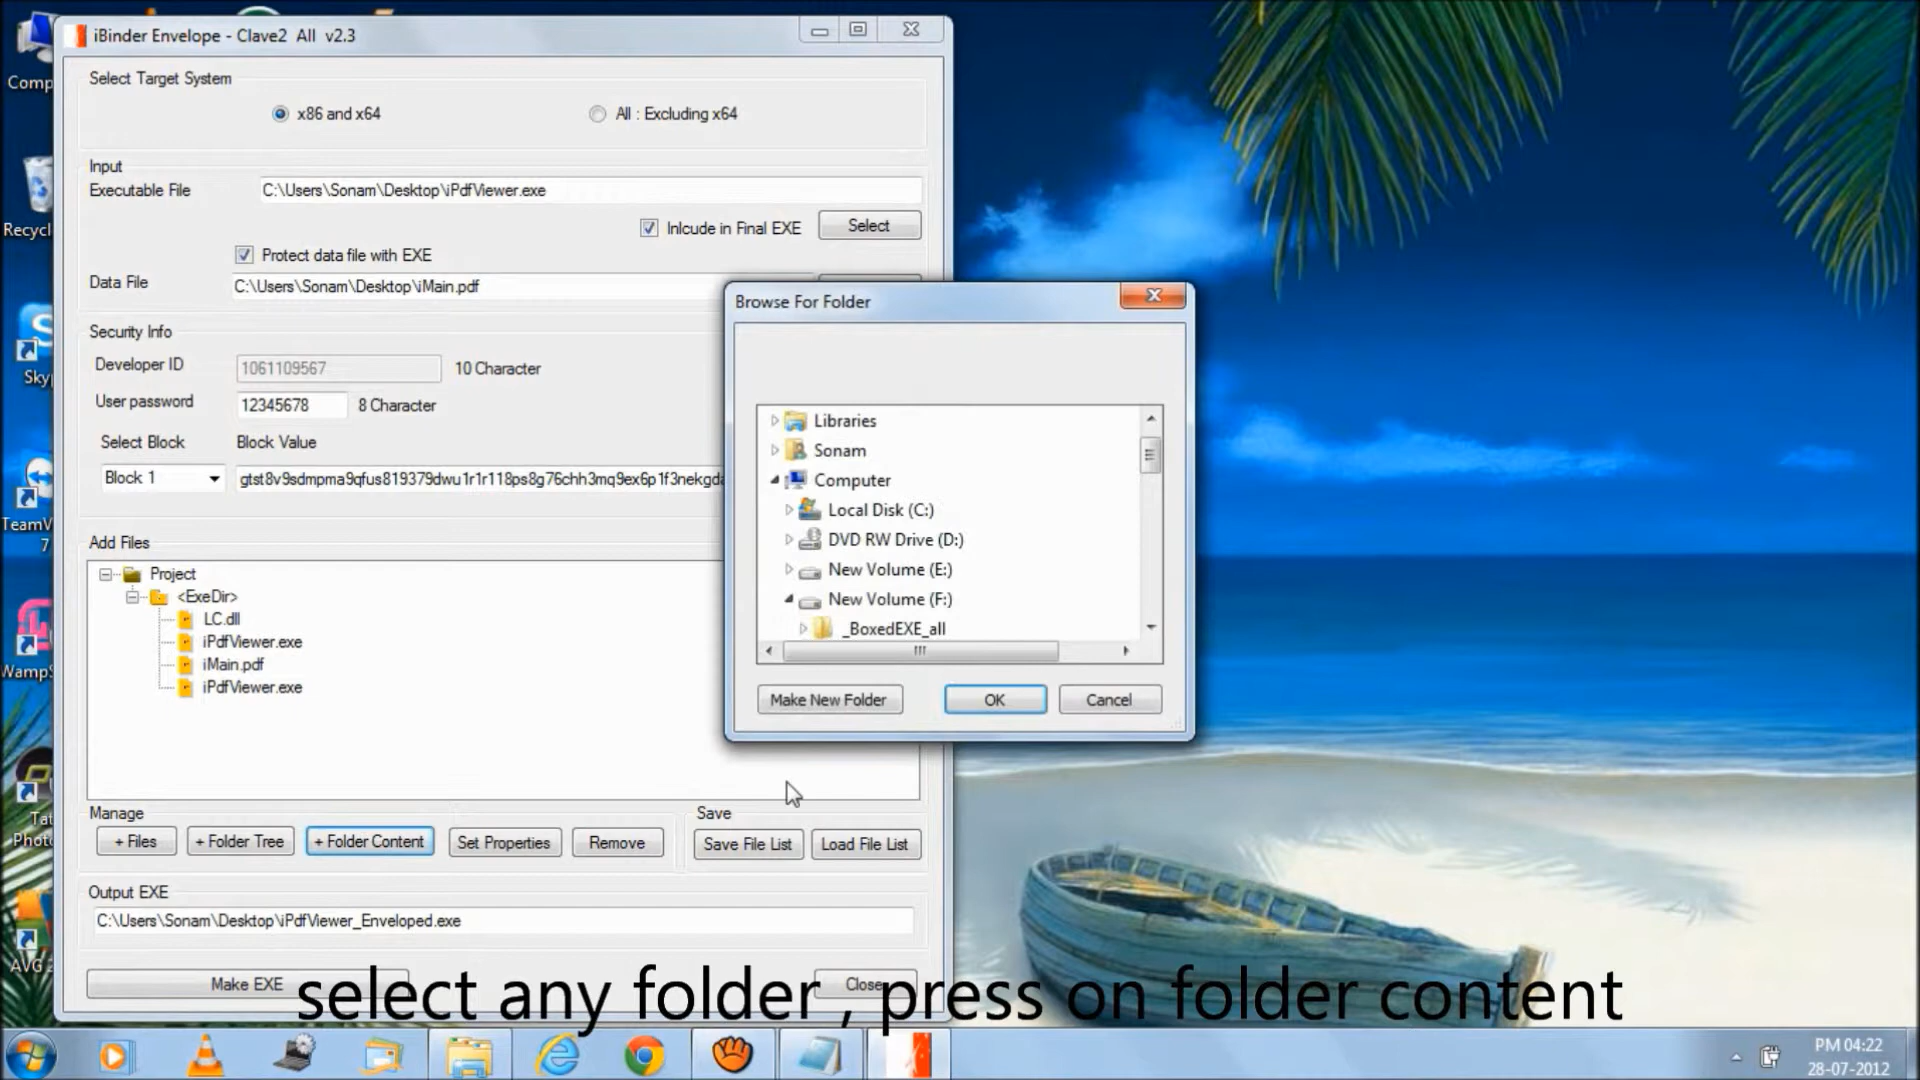 iBinder Envelope - Clave2 All v2.3
Select Target System
x86 and x64
All : Excluding x64
Input
Executable File
C:\Users\Sonam\Desktop\iPdfViewer.exe
Inlcude in Final EXE
Select
Protect data file with EXE
Data File
C:\Users\Sonam\Desktop\iMain.pdf
Security Info
Developer ID
1061109567
10 Character
User password
12345678
8 Character
Select Block
Block Value
Block 1
gtst8v9sdmpma9qfus819379dwu1r1r118ps8g76chh3mq9ex6p1f3nekgda
Add Files
Project
<ExeDir>
LC.dll
iPdfViewer.exe
iMain.pdf
iPdfViewer.exe
Manage
+ Files
+ Folder Tree
+ Folder Content
Set Properties
Remove
Save
Save File List
Load File List
Output EXE
C:\Users\Sonam\Desktop\iPdfViewer_Enveloped.exe
Make EXE
Close
Browse For Folder
Libraries
Sonam
Computer
Local Disk (C:)
DVD RW Drive (D:)
New Volume (E:)
New Volume (F:)
_BoxedEXE_all
Make New Folder
OK
Cancel
select any folder , press on folder content
Comp
Recycl
Sky
TeamV
7
WampS
Tat
Photo
AVG 2
PM 04:22
28-07-2012